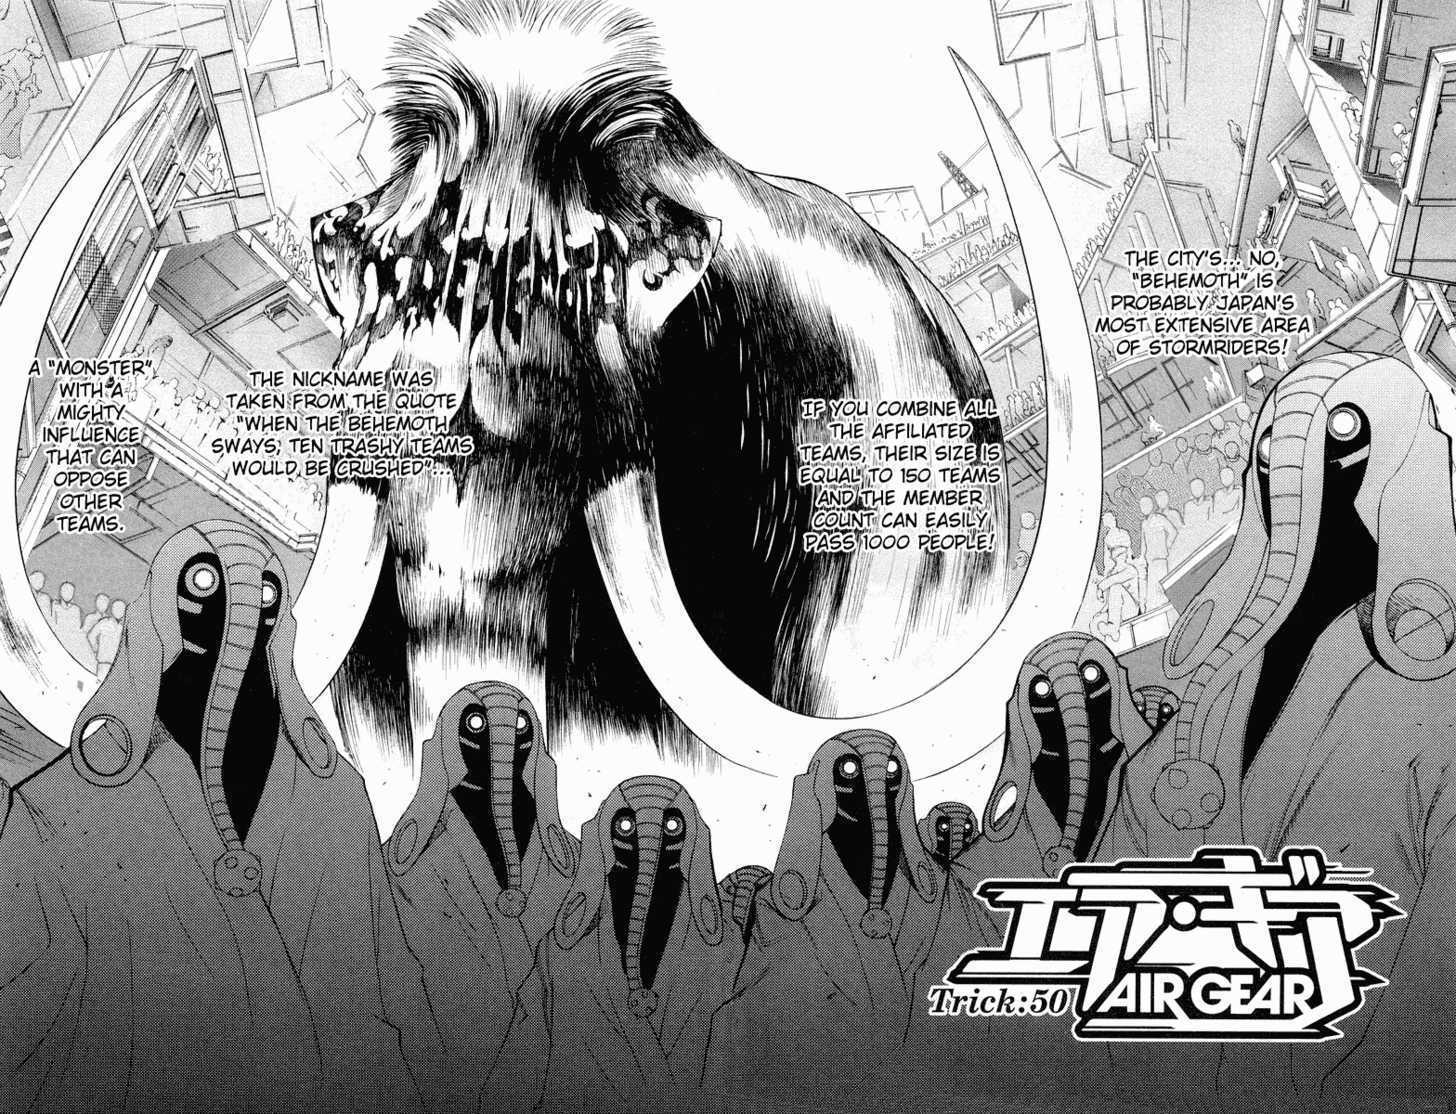 THE CITY'S... NO,
"BEHEMOTH" IS
PROBABLY JAPAN'S
MOST EXTENSIVE AREA
OF STORMRIDERS!
IF YOU COMBINE ALL
THE AFFILIATED
TEAMS, THEIR SIZE IS
EQUAL TO 150 TEAMS
AND THE MEMBER
COUNT CAN EASILY
PASS 1000 PEOPLE!
THE NICKNAME WAS
TAKEN FROM THE QUOTE
"WHEN THE BEHEMOTH
SWAYS, TEN TRASHY TEAMS
WOULD BE CRUSHED"...
A "MONSTER"
WITH A
MIGHTY
INFLUENCE
THAT CAN
OPPOSE
OTHER
TEAMS.
エア・ギア
Trick:50
AIR GEAR